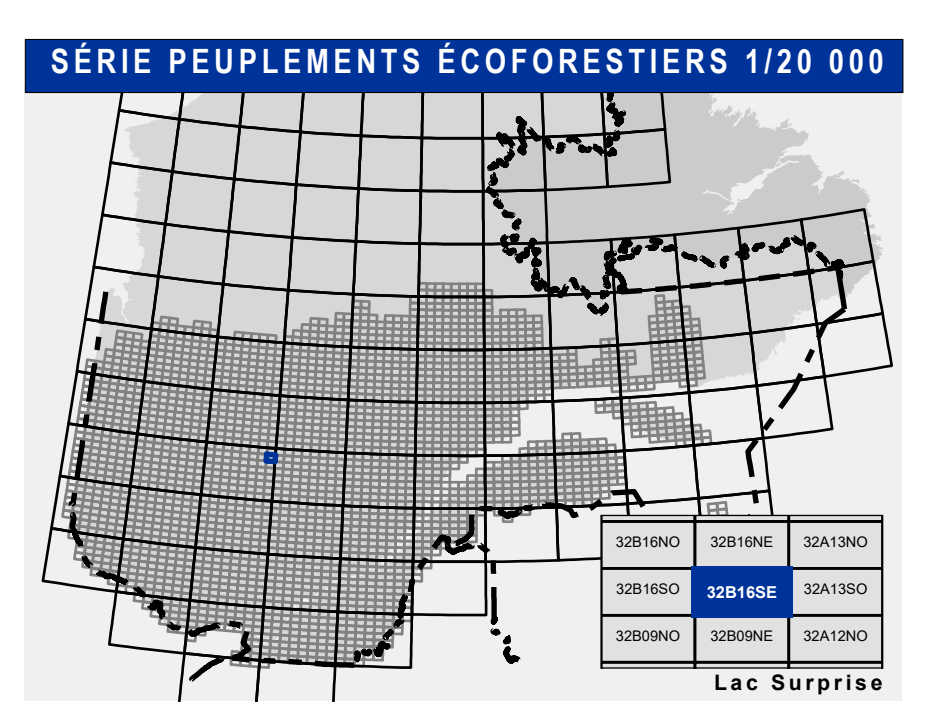 SÉRIE PEUPLEMENTS ÉCOFORESTIERS 1/20 000
32B16NO 32B16NE 32A13NO
32B16SO 32B16SE 32A13SO
32B09NO 32B09NE 32A12NO
Lac Surprise